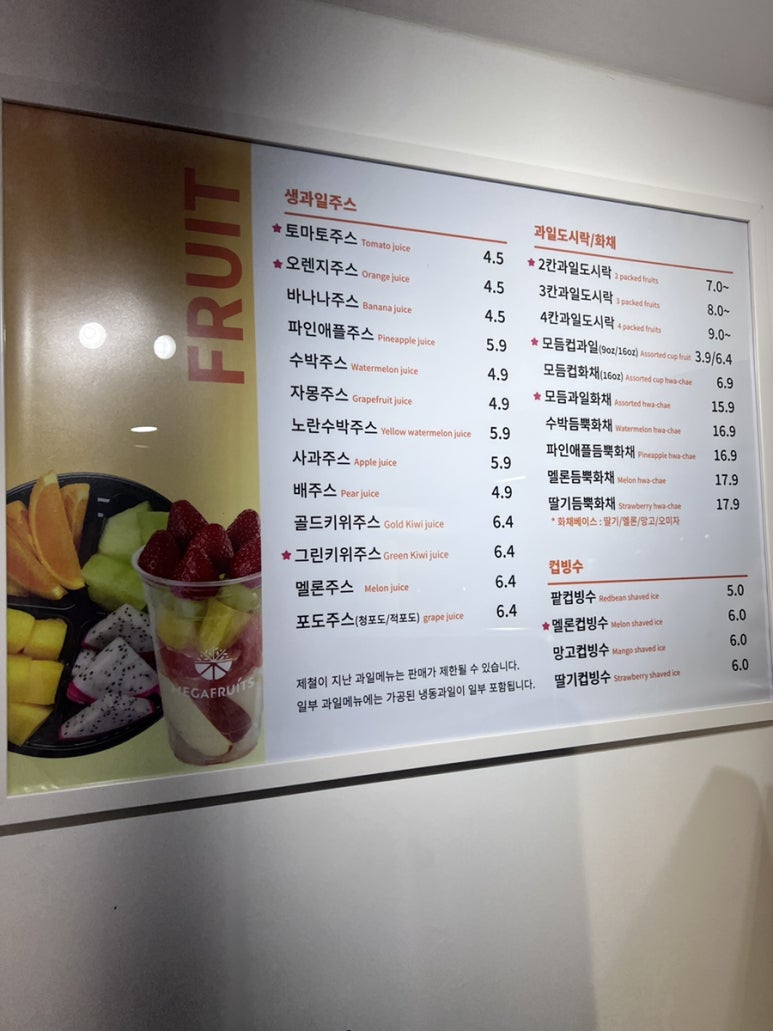 FRUIT
MEGAFRUITS
생과일주스
★토마토주스 Tomato juice 4.5
★오렌지주스 Orange juice 4.5
바나나주스 Banana juice 4.5
파인애플주스 Pineapple juice 5.9
수박주스 Watermelon juice 4.9
자몽주스 Grapefruit juice 4.9
노란수박주스 Yellow watermelon juice 5.9
사과주스 Apple juice 5.9
배주스 Pear juice 4.9
골드키위주스 Gold Kiwi juice 6.4
★그린키위주스 Green Kiwi juice 6.4
멜론주스 Melon juice 6.4
포도주스(청포도/적포도) grape juice 6.4
제철이 지난 과일메뉴는 판매가 제한될 수 있습니다.
일부 과일메뉴에는 가공된 냉동과일이 일부 포함됩니다.
과일도시락/화채
★2칸과일도시락 3 packed fruits 7.0~
3칸과일도시락 3 packed fruits 8.0~
4칸과일도시락 4 packed fruits 9.0~
★모듬컵과일(9oz/16oz) Assorted cup fruit 3.9/6.4
모듬컵화채(16oz) Assorted cup hwa-chae 6.9
★모듬과일화채 Assorted hwa-chae 15.9
수박듬뿍화채 Watermelon hwa-chae 16.9
파인애플듬뿍화채 Pineapple hwa-chae 16.9
멜론듬뿍화채 Melon hwa-chae 17.9
딸기듬뿍화채 Strawberry hwa-chae 17.9
* 화채베이스 : 딸기/멜론/망고/오미자
컵빙수
팥컵빙수 Redbean shaved ice 5.0
★멜론컵빙수 Melon shaved ice 6.0
망고컵빙수 Mango shaved ice 6.0
딸기컵빙수 Strawberry shaved ice 6.0